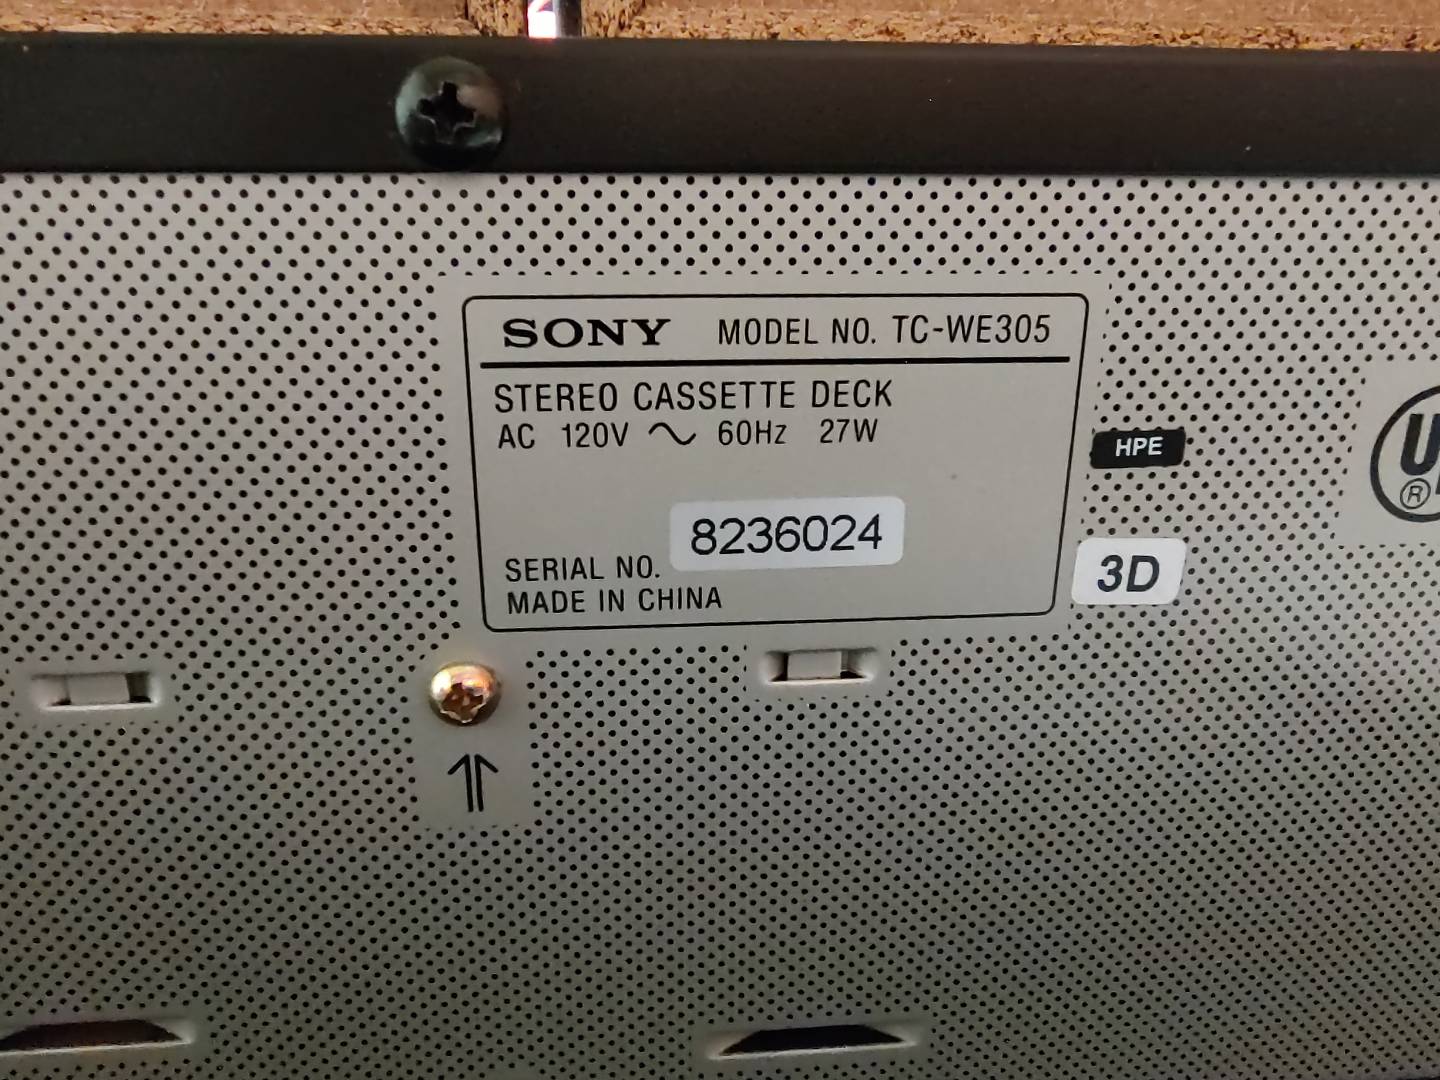 SONY MODEL NO. TC-WE305
STEREO CASSETTE DECK
AC 120V ~ 60Hz 27W
HPE
8236024
SERIAL NO.
MADE IN CHINA
3D
U
®